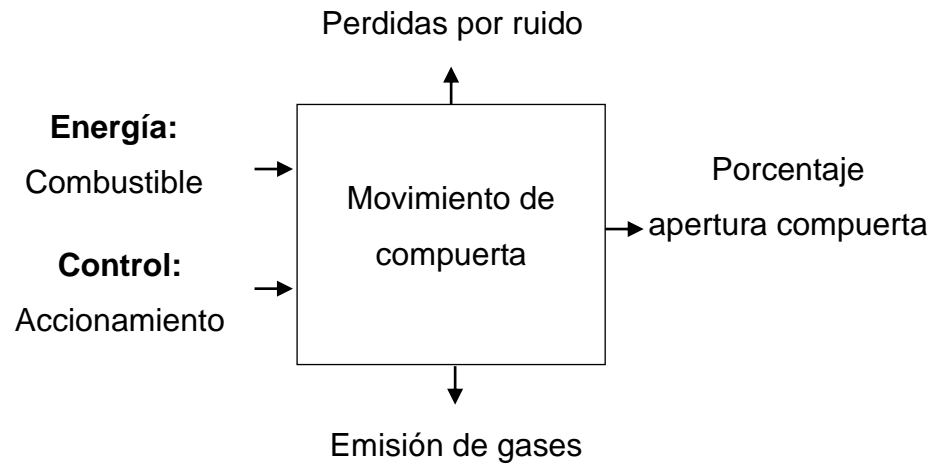 Perdidas por ruido
Energía:
Combustible
Control:
Accionamiento
Movimiento de
compuerta
Porcentaje
apertura compuerta
Emisión de gases